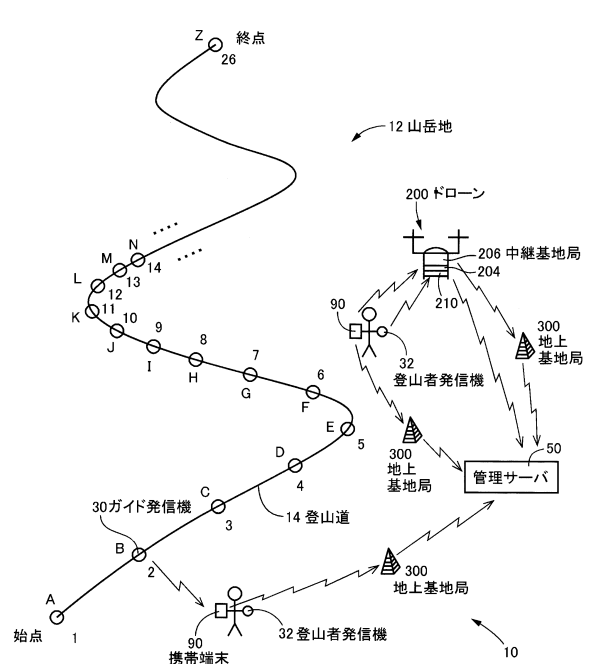 Z
終点
26
12 山岳地
200 ドローン
206 中継基地局
204
210
N
14
M
13
L
12
K
11
10
J
9
I
8
H
7
G
6
F
E
5
90
32
登山者発信機
300
地上
基地局
300
地上
基地局
50
管理サーバ
D
4
C
3
14 登山道
30ガイド発信機
B
2
300
地上基地局
A
始点
1
90
携帯端末
32登山者発信機
10